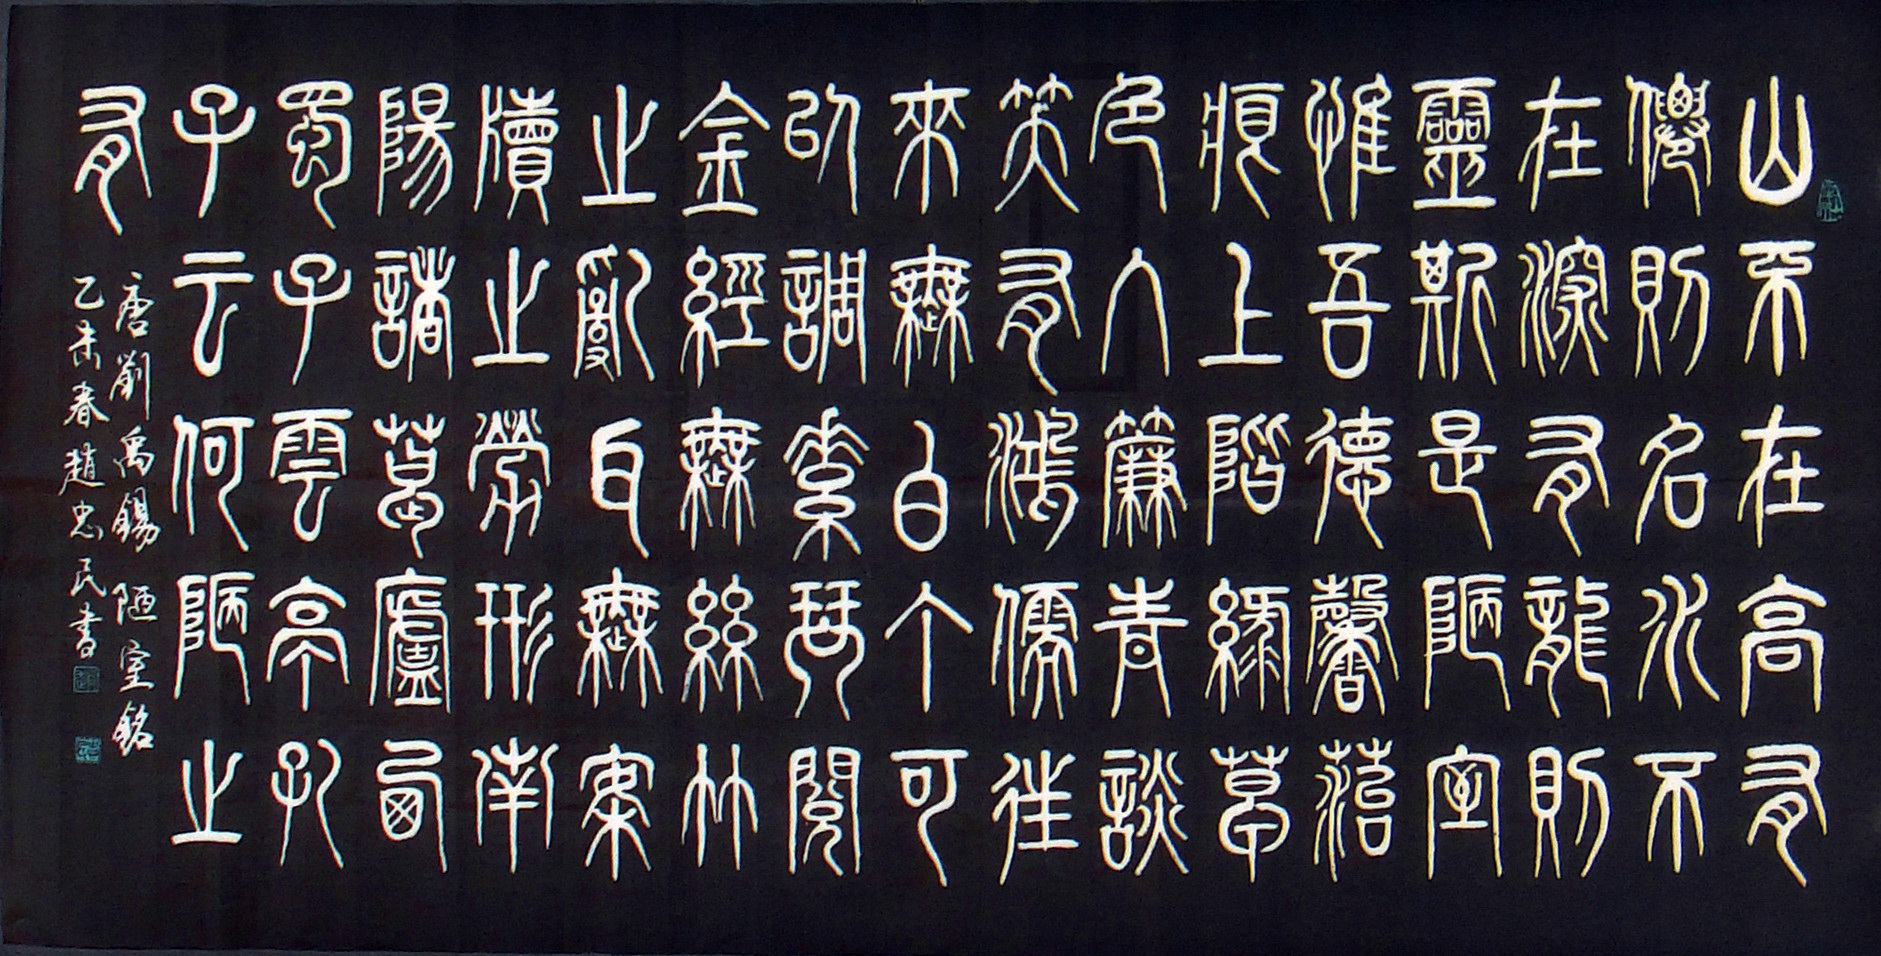 山不在高有
僊則名水不
在深有龍則
靈斯是陋室
惟吾德馨苔
痕上階綠草
色入簾青談
笑有鴻儒往
來無白丁可
以調素琴閱
金經無絲竹
之亂耳無案
牘之勞形南
陽諸葛廬西
蜀子雲亭孔
子云何陋之
有
唐劉禹錫陋室銘
乙未春趙忠民書